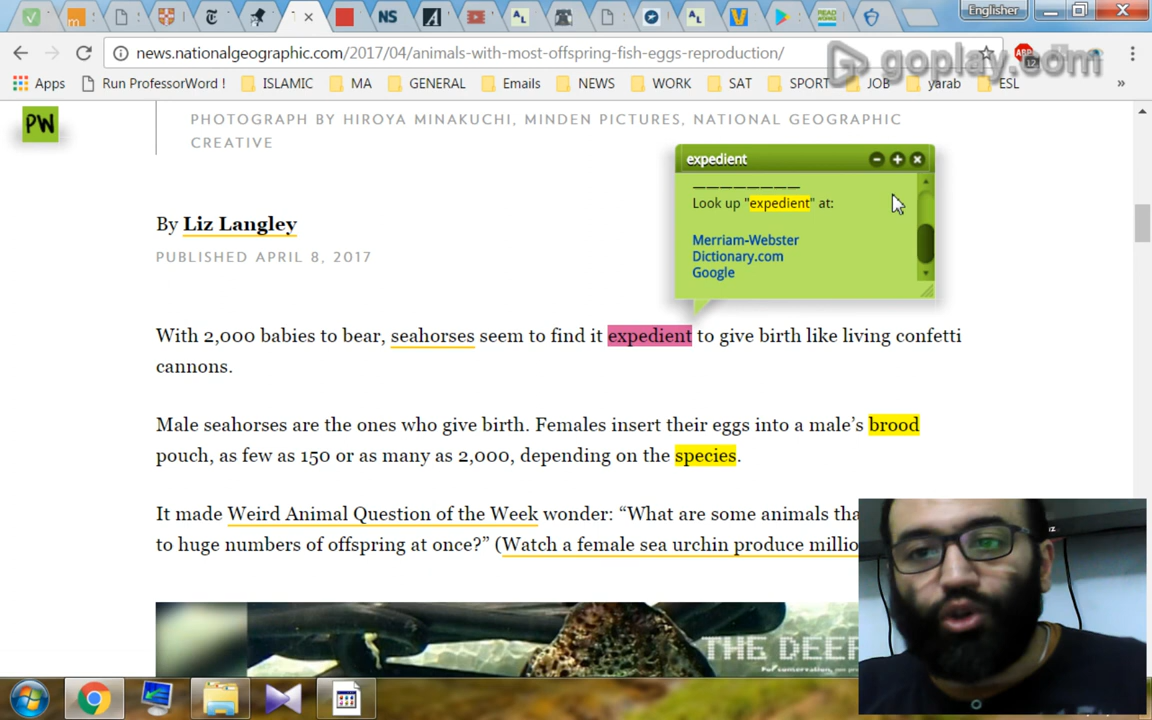 Englisher
news.nationalgeographic.com/2017/04/animals-with-most-offspring-fish-eggs-reproduction/
goplay.com
Apps Run ProfessorWord ! ISLAMIC MA GENERAL Emails NEWS WORK SAT SPORT JOB yarab ESL »
PW
PHOTOGRAPH BY HIROYA MINAKUCHI, MINDEN PICTURES, NATIONAL GEOGRAPHIC
CREATIVE
expedient
Look up "expedient" at:
Merriam-Webster
Dictionary.com
Google
By Liz Langley
PUBLISHED APRIL 8, 2017
With 2,000 babies to bear, seahorses seem to find it expedient to give birth like living confetti
cannons.
Male seahorses are the ones who give birth. Females insert their eggs into a male’s brood
pouch, as few as 150 or as many as 2,000, depending on the species.
It made Weird Animal Question of the Week wonder: “What are some animals tha
to huge numbers of offspring at once?” (Watch a female sea urchin produce millio
THE DEEP